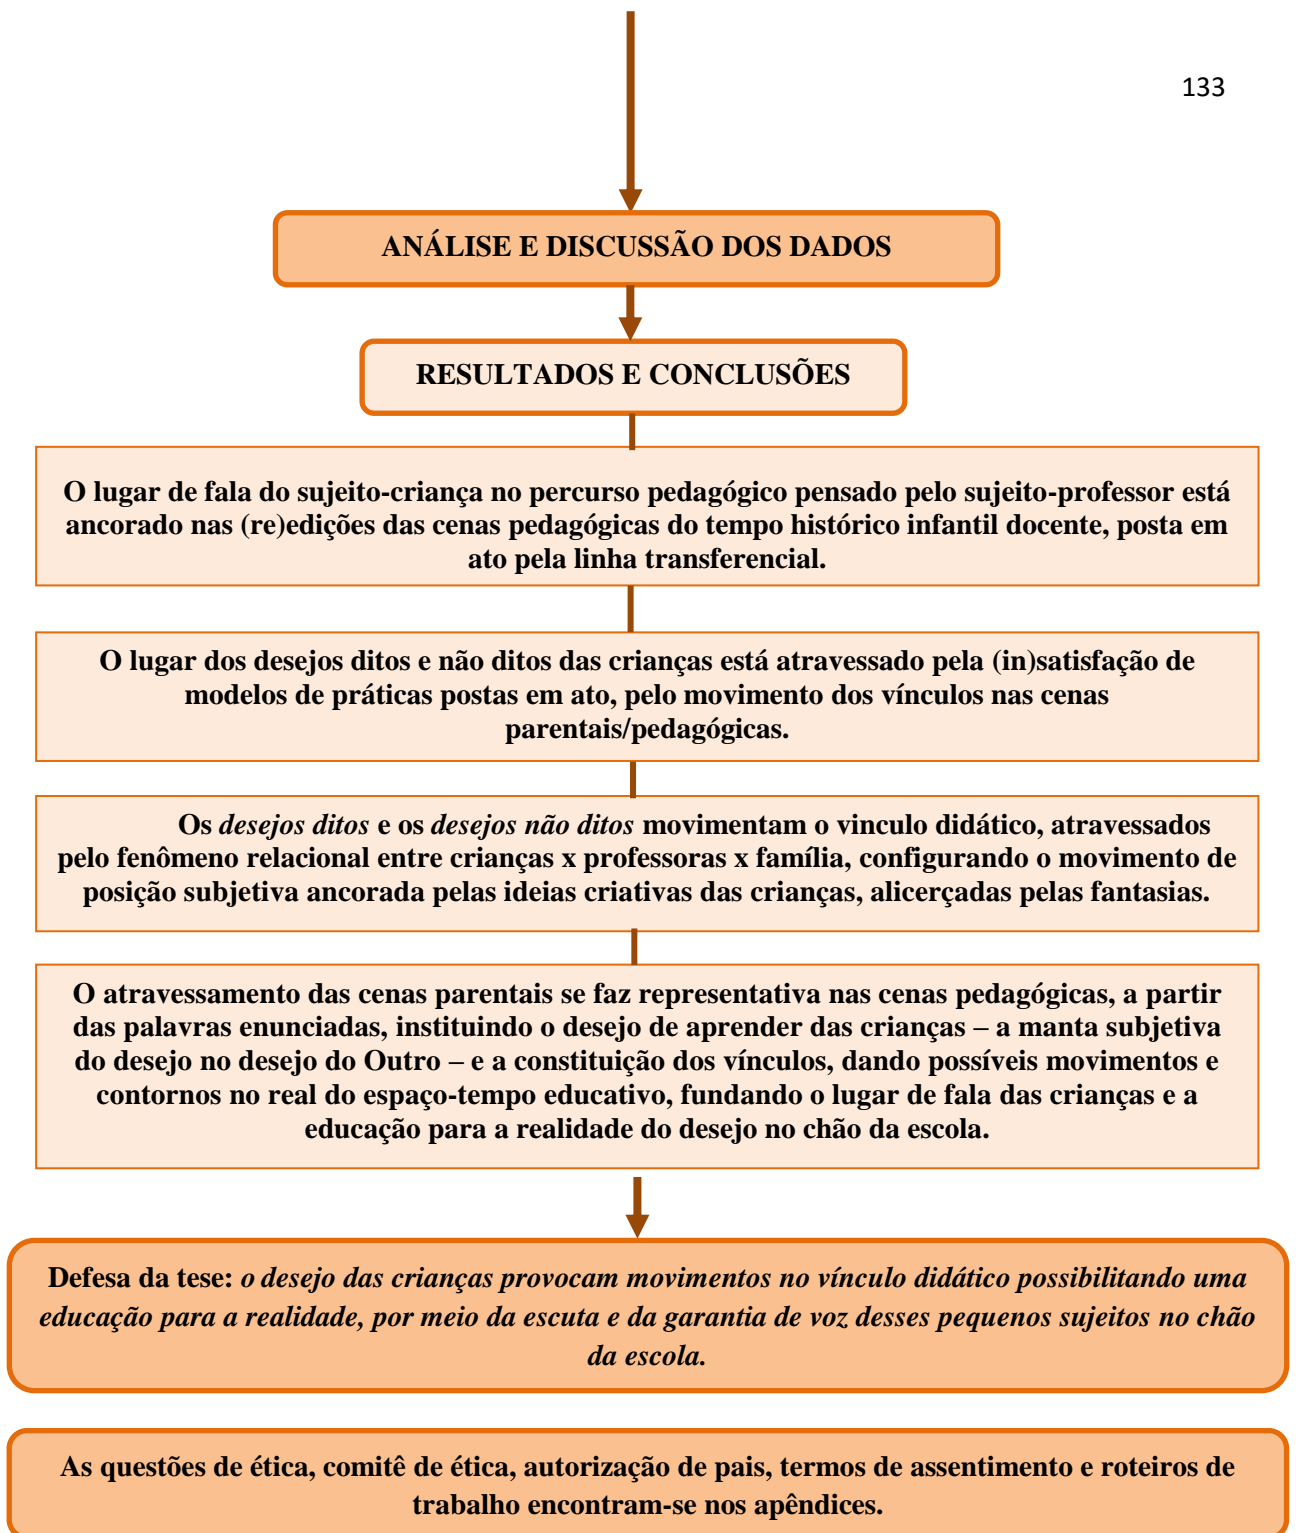 133
ANÁLISE E DISCUSSÃO DOS DADOS
RESULTADOS E CONCLUSÕES
O lugar de fala do sujeito-criança no percurso pedagógico pensado pelo sujeito-professor está
ancorado nas (re)edições das cenas pedagógicas do tempo histórico infantil docente, posta em
ato pela linha transferencial.
O lugar dos desejos ditos e não ditos das crianças está atravessado pela (in)satisfação de
modelos de práticas postas em ato, pelo movimento dos vínculos nas cenas
parentais/pedagógicas.
Os desejos ditos e os desejos não ditos movimentam o vinculo didático, atravessados
pelo fenômeno relacional entre crianças x professoras x família, configurando o movimento de
posição subjetiva ancorada pelas ideias criativas das crianças, alicerçadas pelas fantasias.
O atravessamento das cenas parentais se faz representativa nas cenas pedagógicas, a partir
das palavras enunciadas, instituindo o desejo de aprender das crianças – a manta subjetiva
do desejo no desejo do Outro – e a constituição dos vínculos, dando possíveis movimentos e
contornos no real do espaço-tempo educativo, fundando o lugar de fala das crianças e a
educação para a realidade do desejo no chão da escola.
Defesa da tese: o desejo das crianças provocam movimentos no vínculo didático possibilitando uma
educação para a realidade, por meio da escuta e da garantia de voz desses pequenos sujeitos no chão
da escola.
As questões de ética, comitê de ética, autorização de pais, termos de assentimento e roteiros de
trabalho encontram-se nos apêndices.